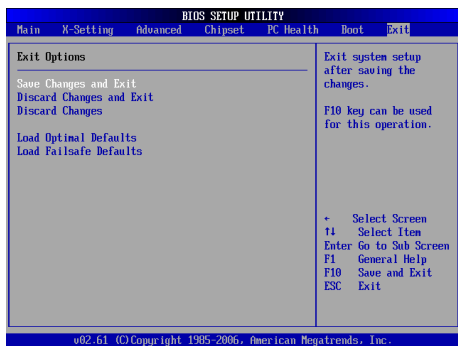 BIOS SETUP UTILITY
Main X-Setting Advanced Chipset PC Health Boot Exit
Exit Options
Save Changes and Exit
Discard Changes and Exit
Discard Changes
Load Optimal Defaults
Load Failsafe Defaults
Exit system setup
after saving the
changes.
F10 key can be used
for this operation.
← Select Screen
↑↓ Select Item
Enter Go to Sub Screen
F1 General Help
F10 Save and Exit
ESC Exit
v02.61 (C)Copyright 1985-2006, American Megatrends, Inc.